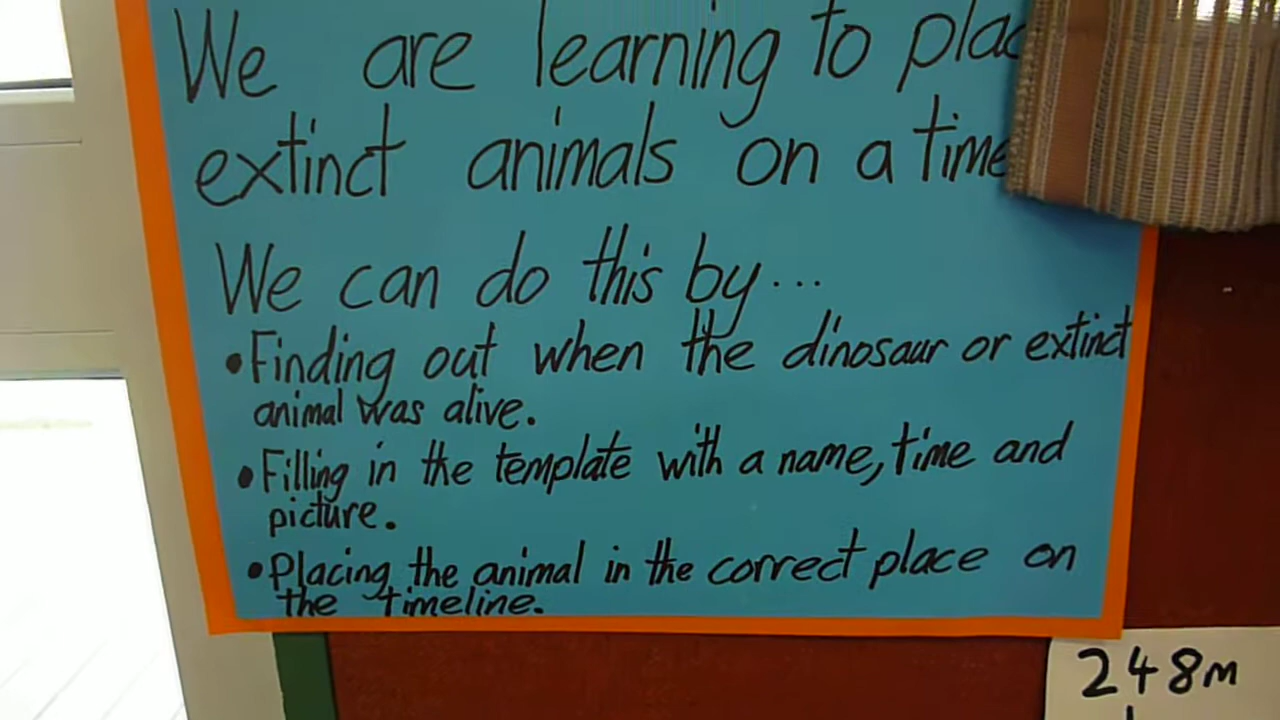 We are learning to plac
extinct animals on a time
We can do this by...
• Finding out when the dinosaur or extinct
animal was alive.
• Filling in the template with a name, time and
picture.
• Placing the animal in the correct place on
the timeline.
248m